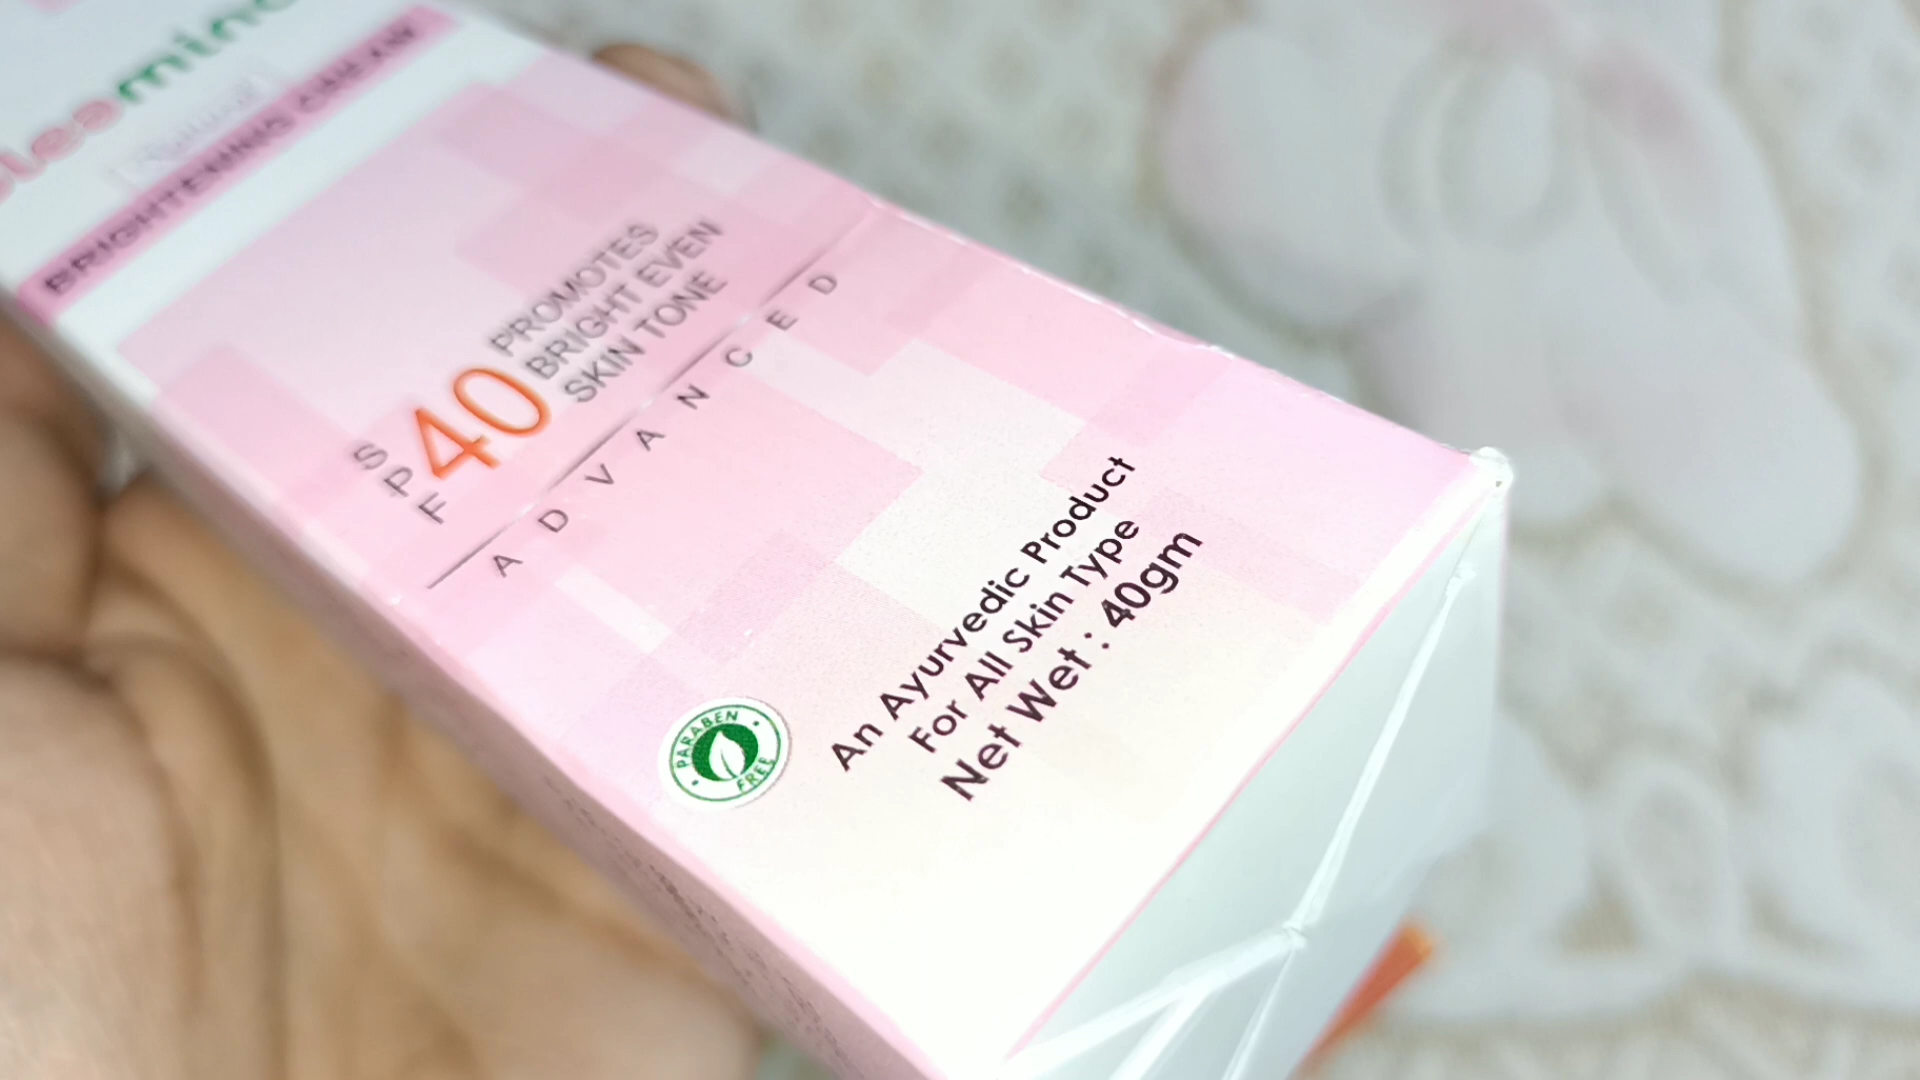 BRIGHTENING CREAM
SPF 40
PROMOTES
BRIGHT EVEN
SKIN TONE
ADVANCED
PARABEN
FREE
An Ayurvedic Product
For All Skin Type
Net Wet : 40gm